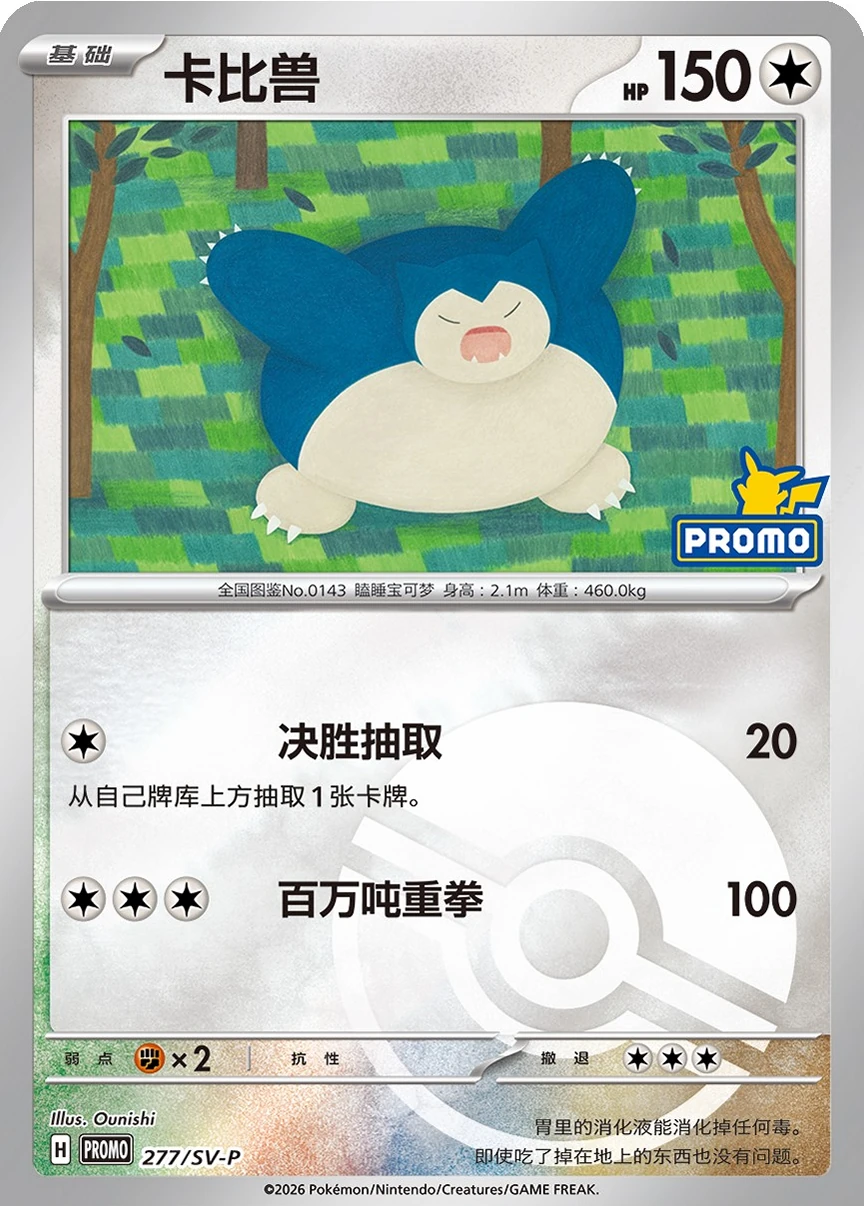 基础
卡比兽
HP 150
PROMO
全国图鉴No.0143 瞌睡宝可梦 身高：2.1m 体重：460.0kg
决胜抽取 20
从自己牌库上方抽取1张卡牌。
百万吨重拳 100
弱点 ×2 抗性 撤退
Illus. Ounishi
H PROMO 277/SV-P
胃里的消化液能消化掉任何毒。
即使吃了掉在地上的东西也没有问题。
©2026 Pokémon/Nintendo/Creatures/GAME FREAK.